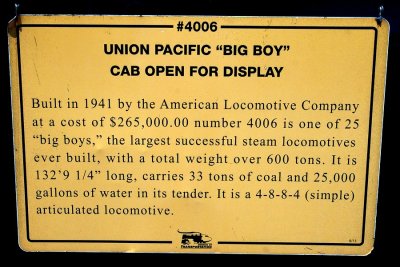 #4006
UNION PACIFIC "BIG BOY"
CAB OPEN FOR DISPLAY
Built in 1941 by the American Locomotive Company
at a cost of $265,000.00 number 4006 is one of 25
"big boys," the largest successful steam locomotives
ever built, with a total weight over 600 tons. It is
132'9 1/4" long, carries 33 tons of coal and 25,000
gallons of water in its tender. It is a 4-8-8-4 (simple)
articulated locomotive.
TRANSPORTATION